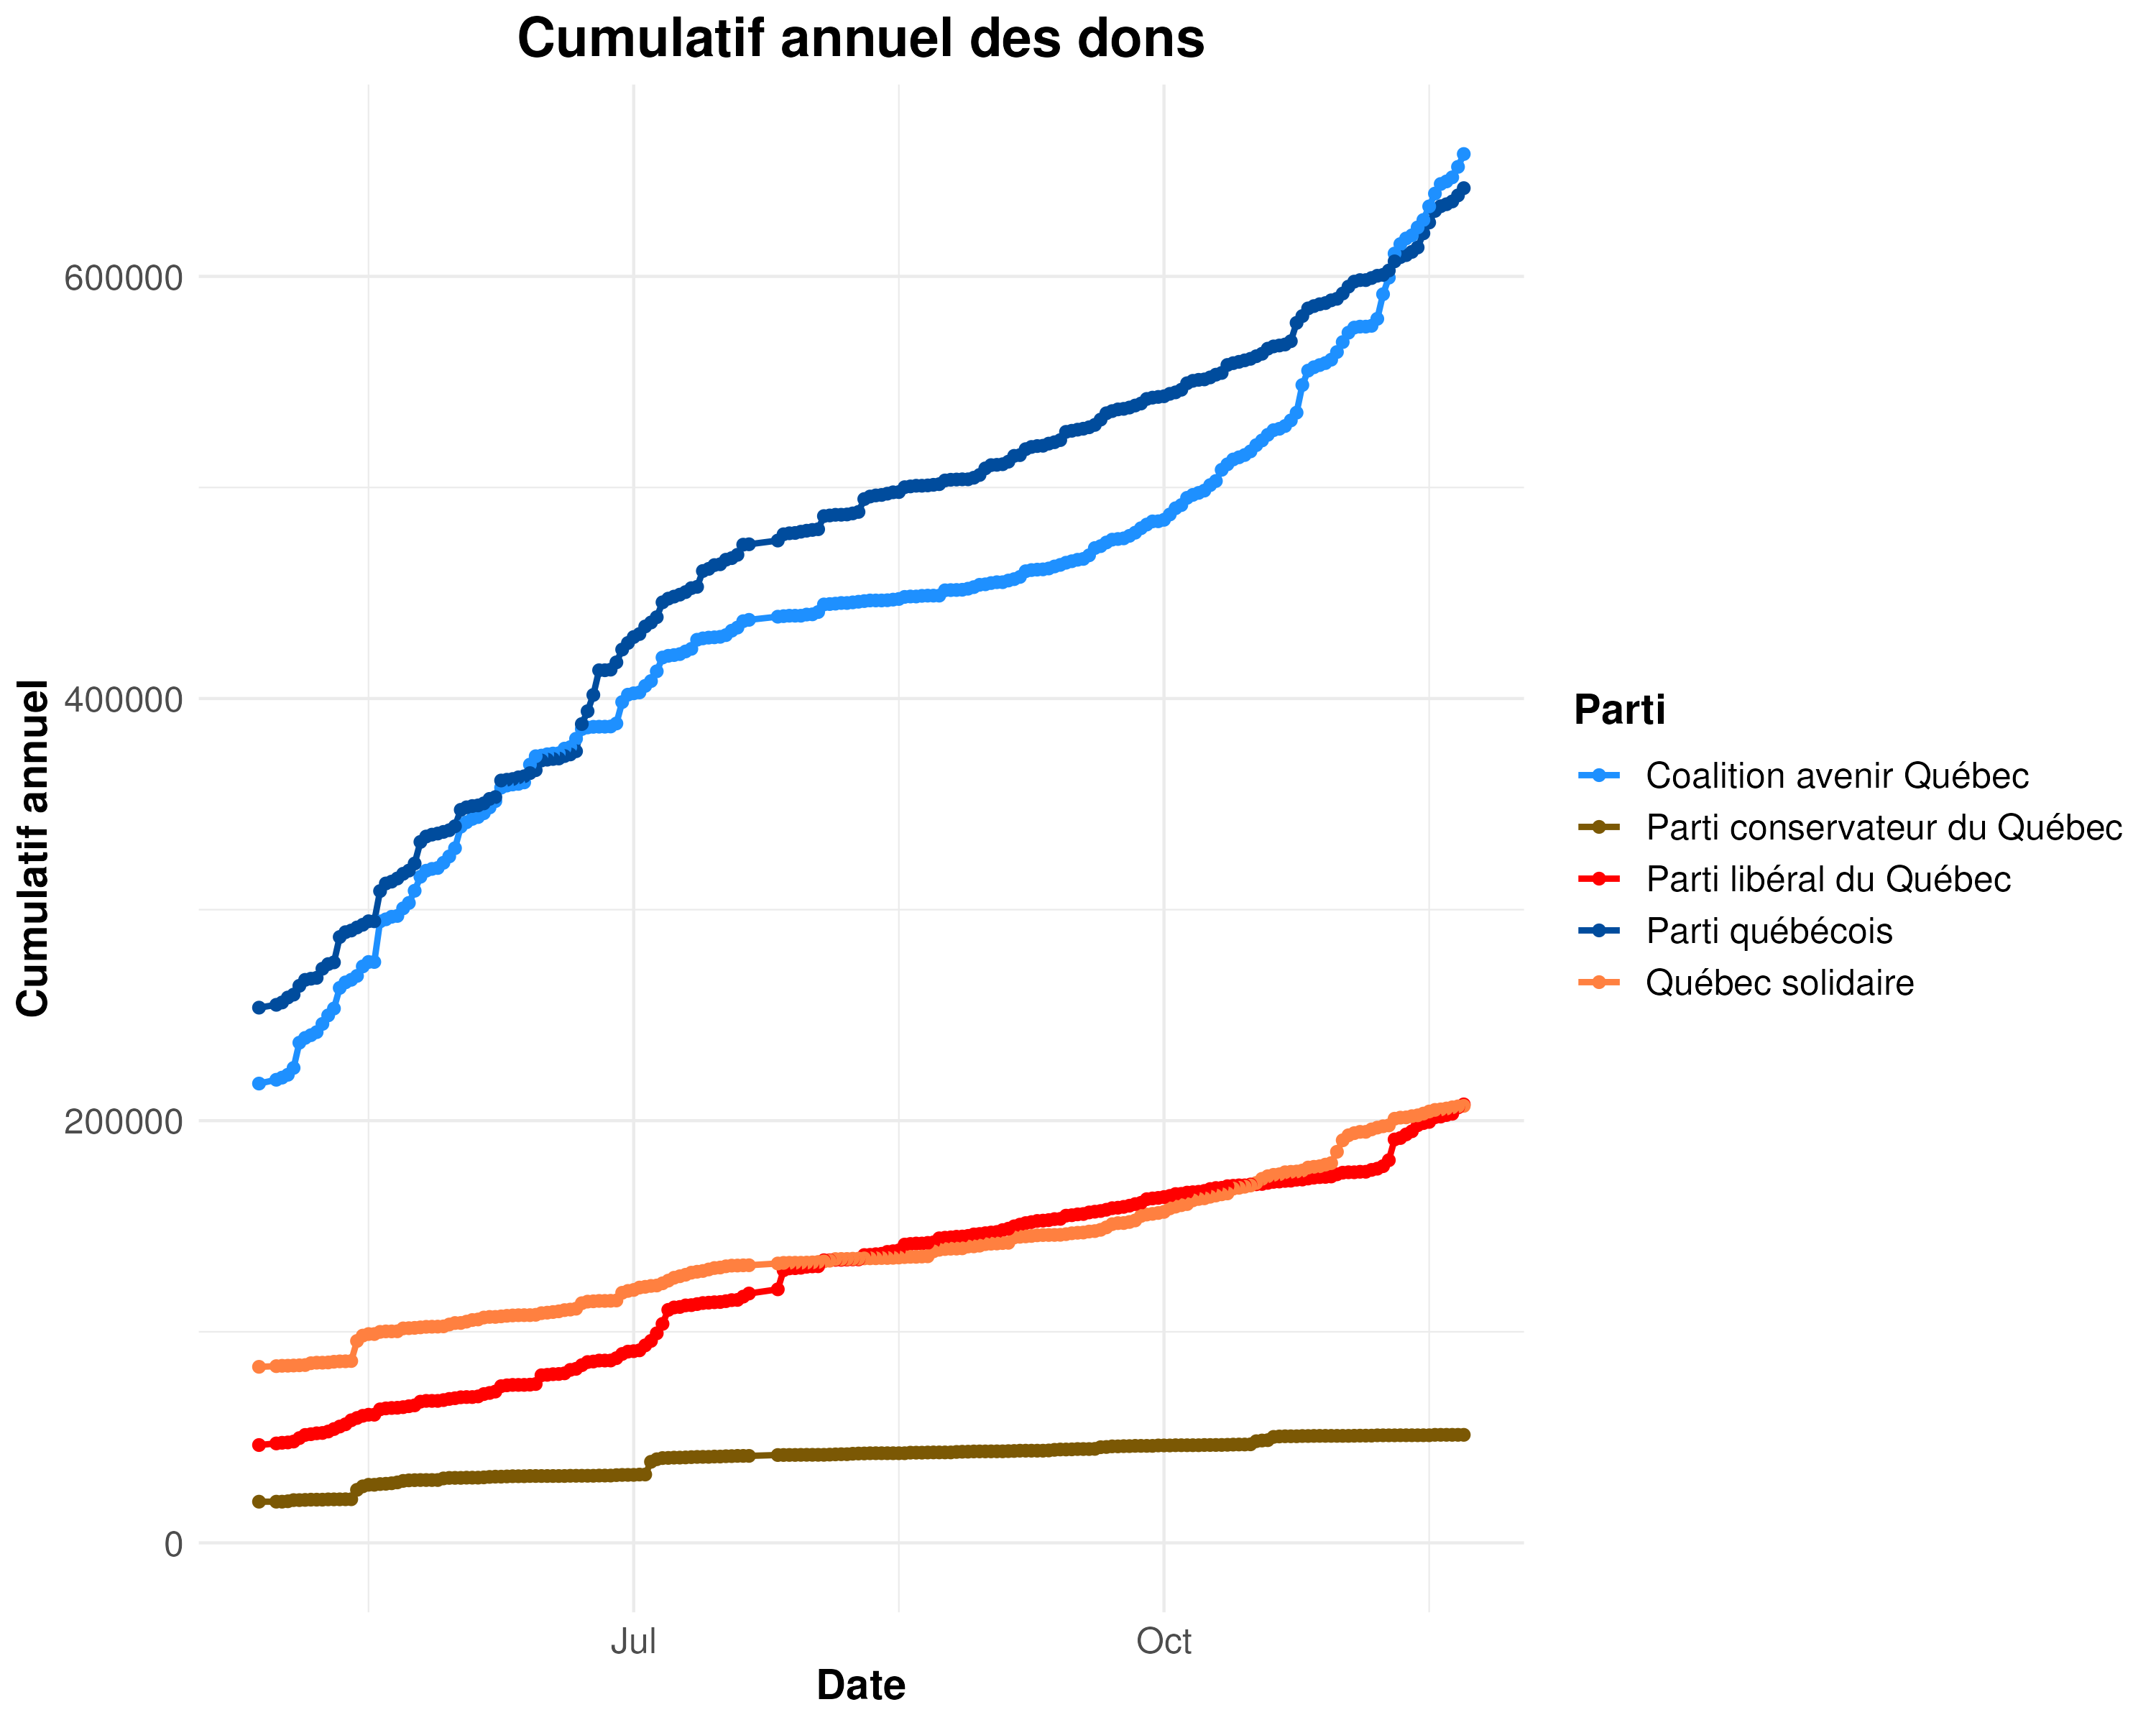 Cumulatif annuel des dons
Cumulatif annuel
600000
400000
200000
0
Jul
Oct
Date
Parti
Coalition avenir Québec
Parti conservateur du Québec
Parti libéral du Québec
Parti québécois
Québec solidaire